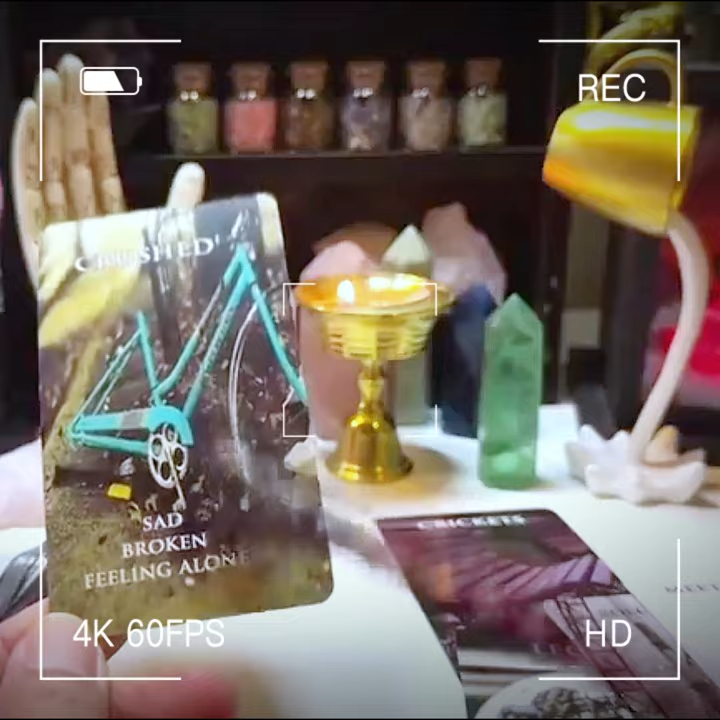 REC
CRUSHED
SAD
BROKEN
FEELING ALONE
CRICKETS
4K 60FPS
HD